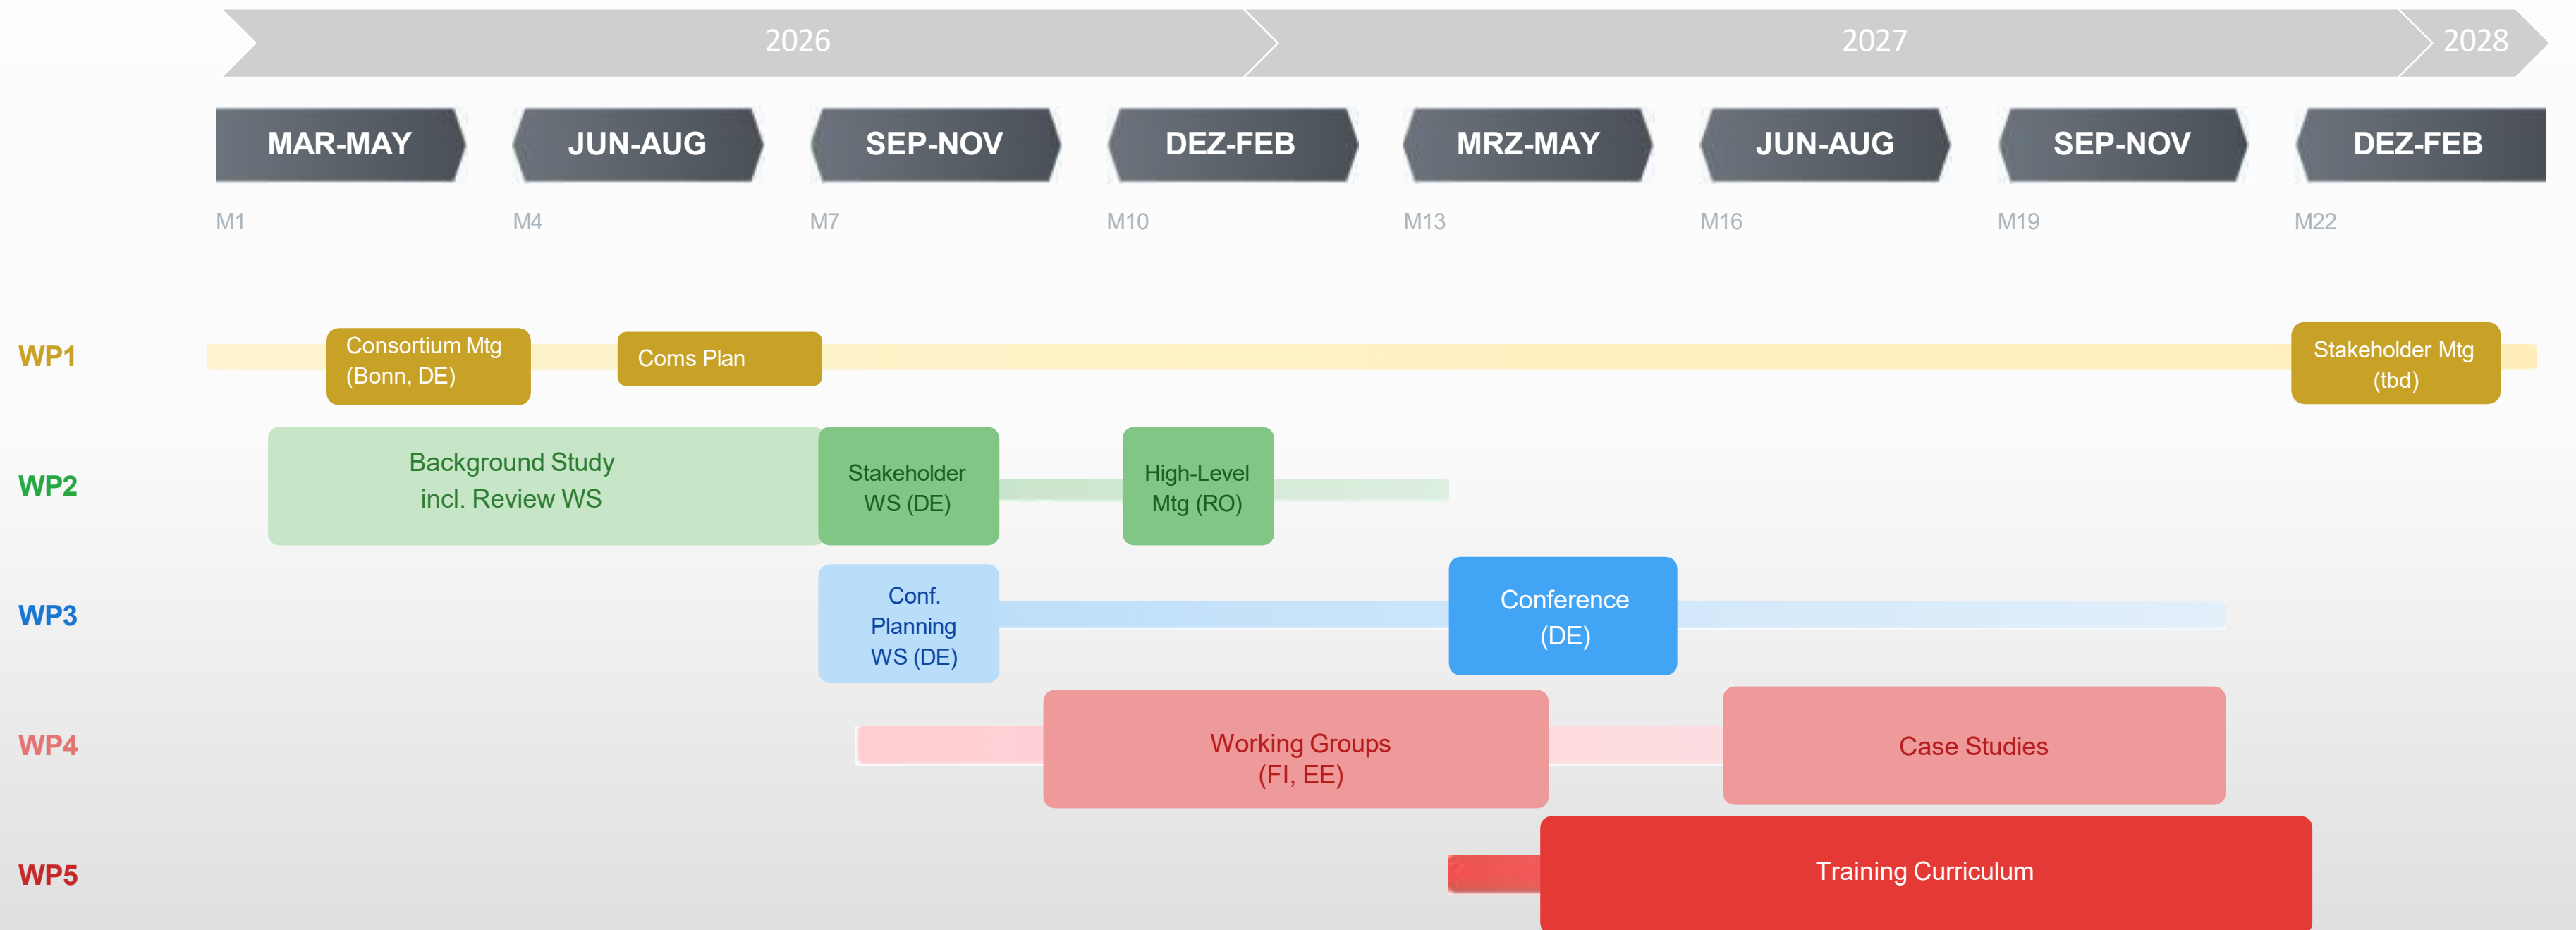 2026
2027
2028
MAR-MAY
JUN-AUG
SEP-NOV
DEZ-FEB
MRZ-MAY
JUN-AUG
SEP-NOV
DEZ-FEB
M1
M4
M7
M10
M13
M16
M19
M22
WP1
Consortium Mtg
(Bonn, DE)
Coms Plan
Stakeholder Mtg
(tbd)
WP2
Background Study
incl. Review WS
Stakeholder
WS (DE)
High-Level
Mtg (RO)
WP3
Conf.
Planning
WS (DE)
Conference
(DE)
WP4
Working Groups
(FI, EE)
Case Studies
WP5
Training Curriculum